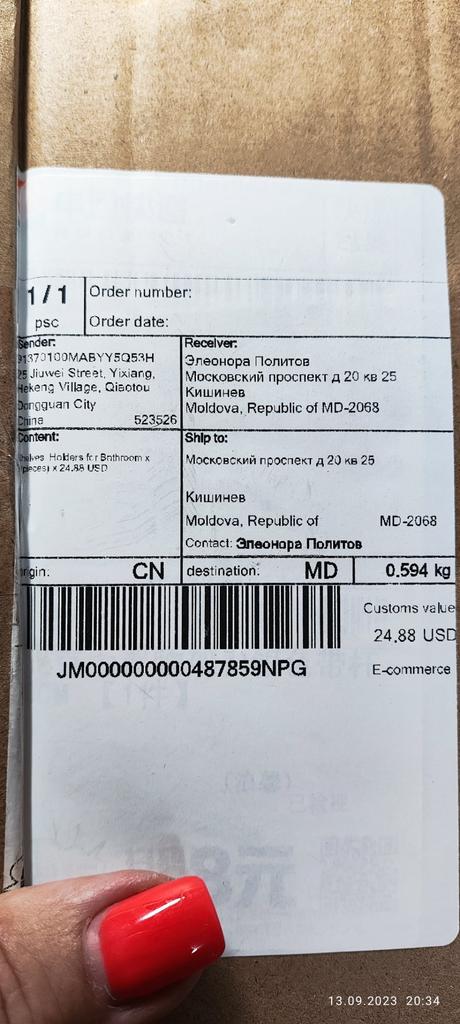 1 / 1
psc
Order number:
Order date:
Sender:
91370100MABYY5Q53H
25 Jiuwei Street, Yixiang,
Hekeng Village, Qiaotou
Dongguan City
China 523526
Receiver:
Элеонора Политов
Московский проспект д 20 кв 25
Кишинев
Moldova, Republic of MD-2068
Content:
Holders for Bathroom x
x 24.88 USD
Ship to:
Московский проспект д 20 кв 25
Кишинев
Moldova, Republic of MD-2068
Contact: Элеонора Политов
CN
destination: MD
0.594 kg
Customs value
24.88 USD
E-commerce
JM000000000487859NPG
13.09.2023 20:34